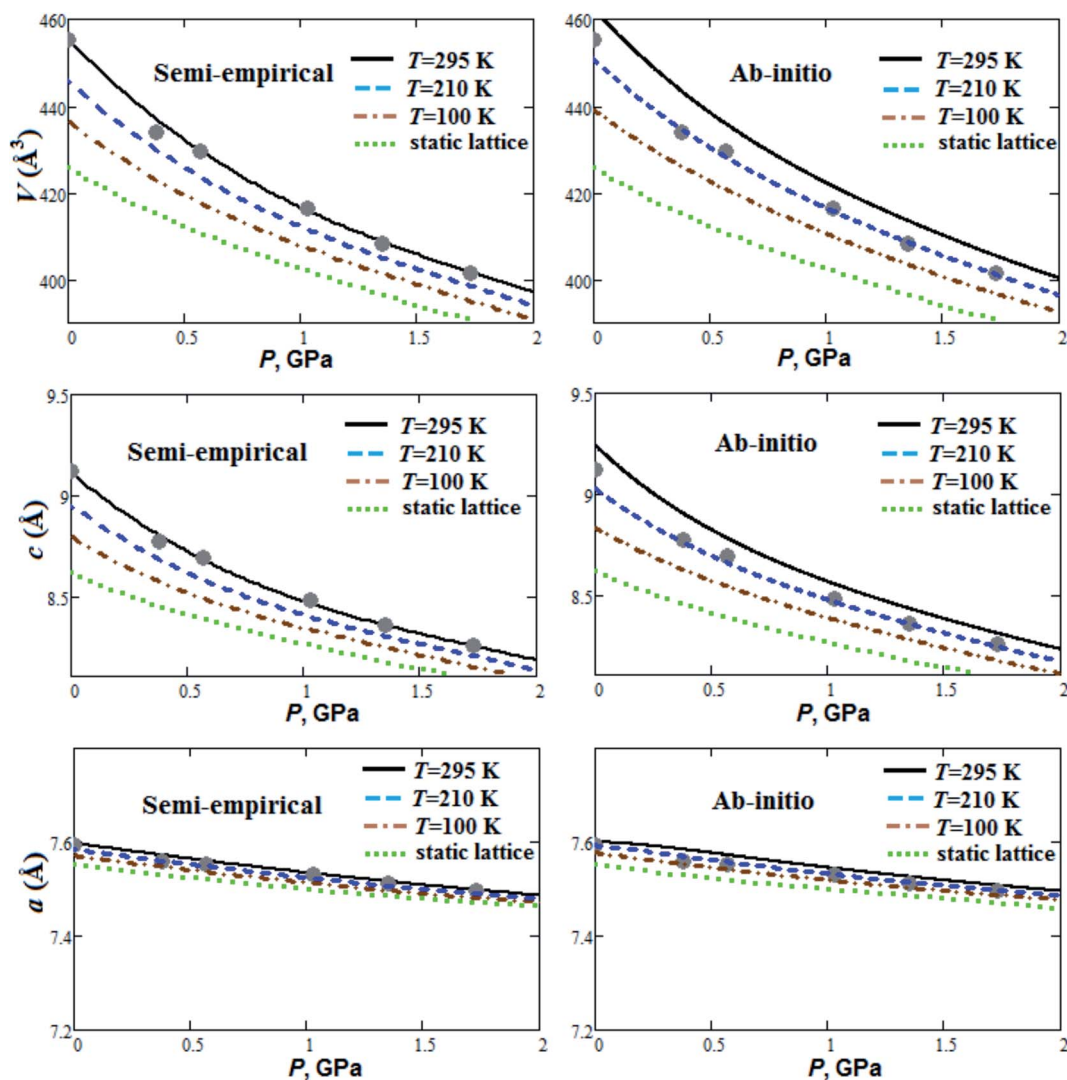 460
440
420
400
V (Å³)
Semi-empirical
T=295 K
T=210 K
T=100 K
static lattice
0
0.5
1
1.5
2
P, GPa
460
440
420
400
Ab-initio
T=295 K
T=210 K
T=100 K
static lattice
0
0.5
1
1.5
2
P, GPa
9.5
9
8.5
c (Å)
Semi-empirical
T=295 K
T=210 K
T=100 K
static lattice
0
0.5
1
1.5
2
P, GPa
9.5
9
8.5
Ab-initio
T=295 K
T=210 K
T=100 K
static lattice
0
0.5
1
1.5
2
P, GPa
7.6
7.4
7.2
a (Å)
Semi-empirical
T=295 K
T=210 K
T=100 K
static lattice
0
0.5
1
1.5
2
P, GPa
7.6
7.4
7.2
Ab-initio
T=295 K
T=210 K
T=100 K
static lattice
0
0.5
1
1.5
2
P, GPa